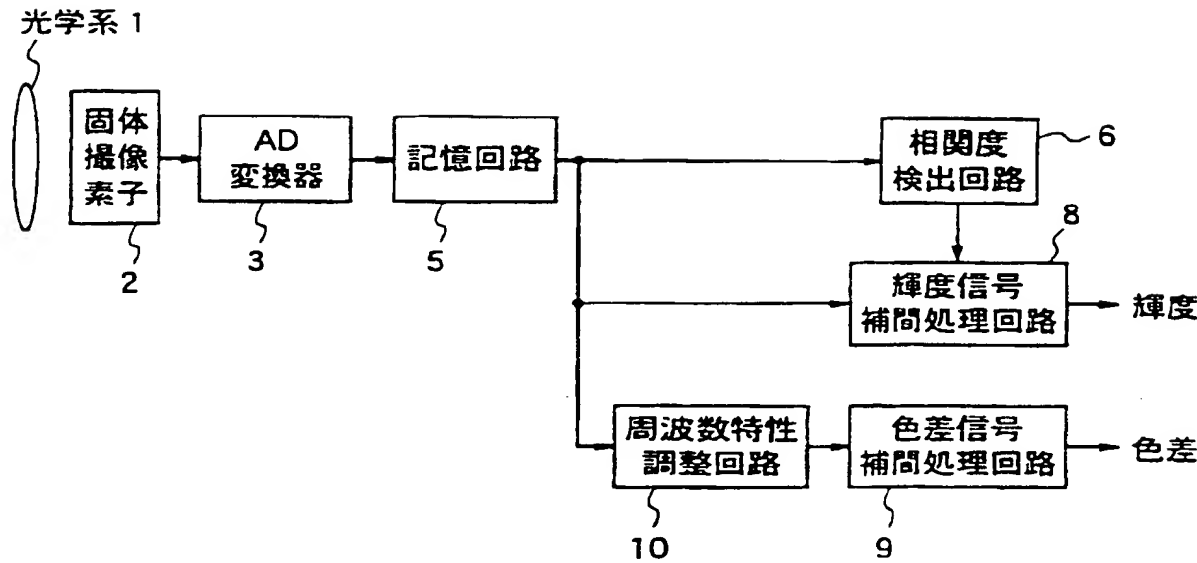 光学系 1
固体
撮像
素子
2
AD
変換器
3
記憶回路
5
相関度
検出回路
6
輝度信号
補間処理回路
8
輝度
周波数特性
調整回路
10
色差信号
補間処理回路
9
色差